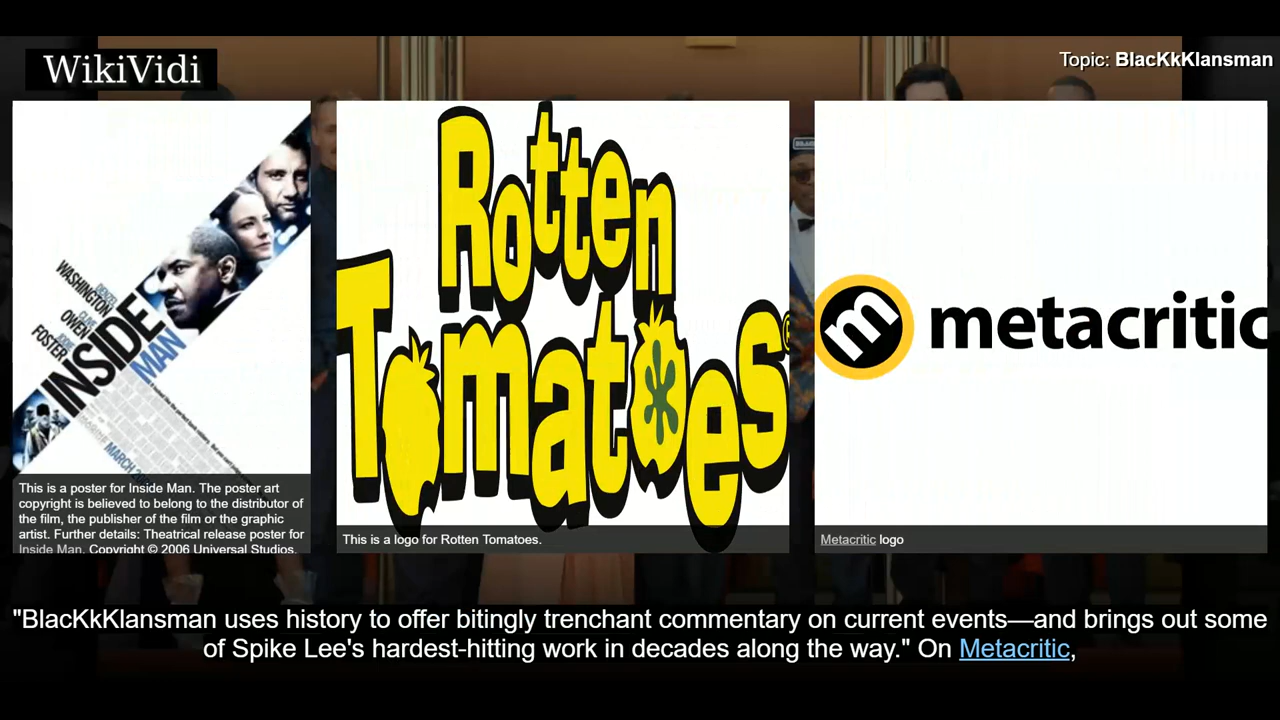 WikiVidi
Topic: BlacKkKlansman
WASHINGTON
OWEN
FOSTER
INSIDE
MAN
This is a poster for Inside Man. The poster art
copyright is believed to belong to the distributor of
the film, the publisher of the film or the graphic
artist. Further details: Theatrical release poster for
Inside Man. Copyright © 2006 Universal Studios.
Rotten
Tomatoes®
This is a logo for Rotten Tomatoes.
m metacritic
Metacritic logo
"BlacKkKlansman uses history to offer bitingly trenchant commentary on current events—and brings out some
of Spike Lee's hardest-hitting work in decades along the way." On Metacritic,